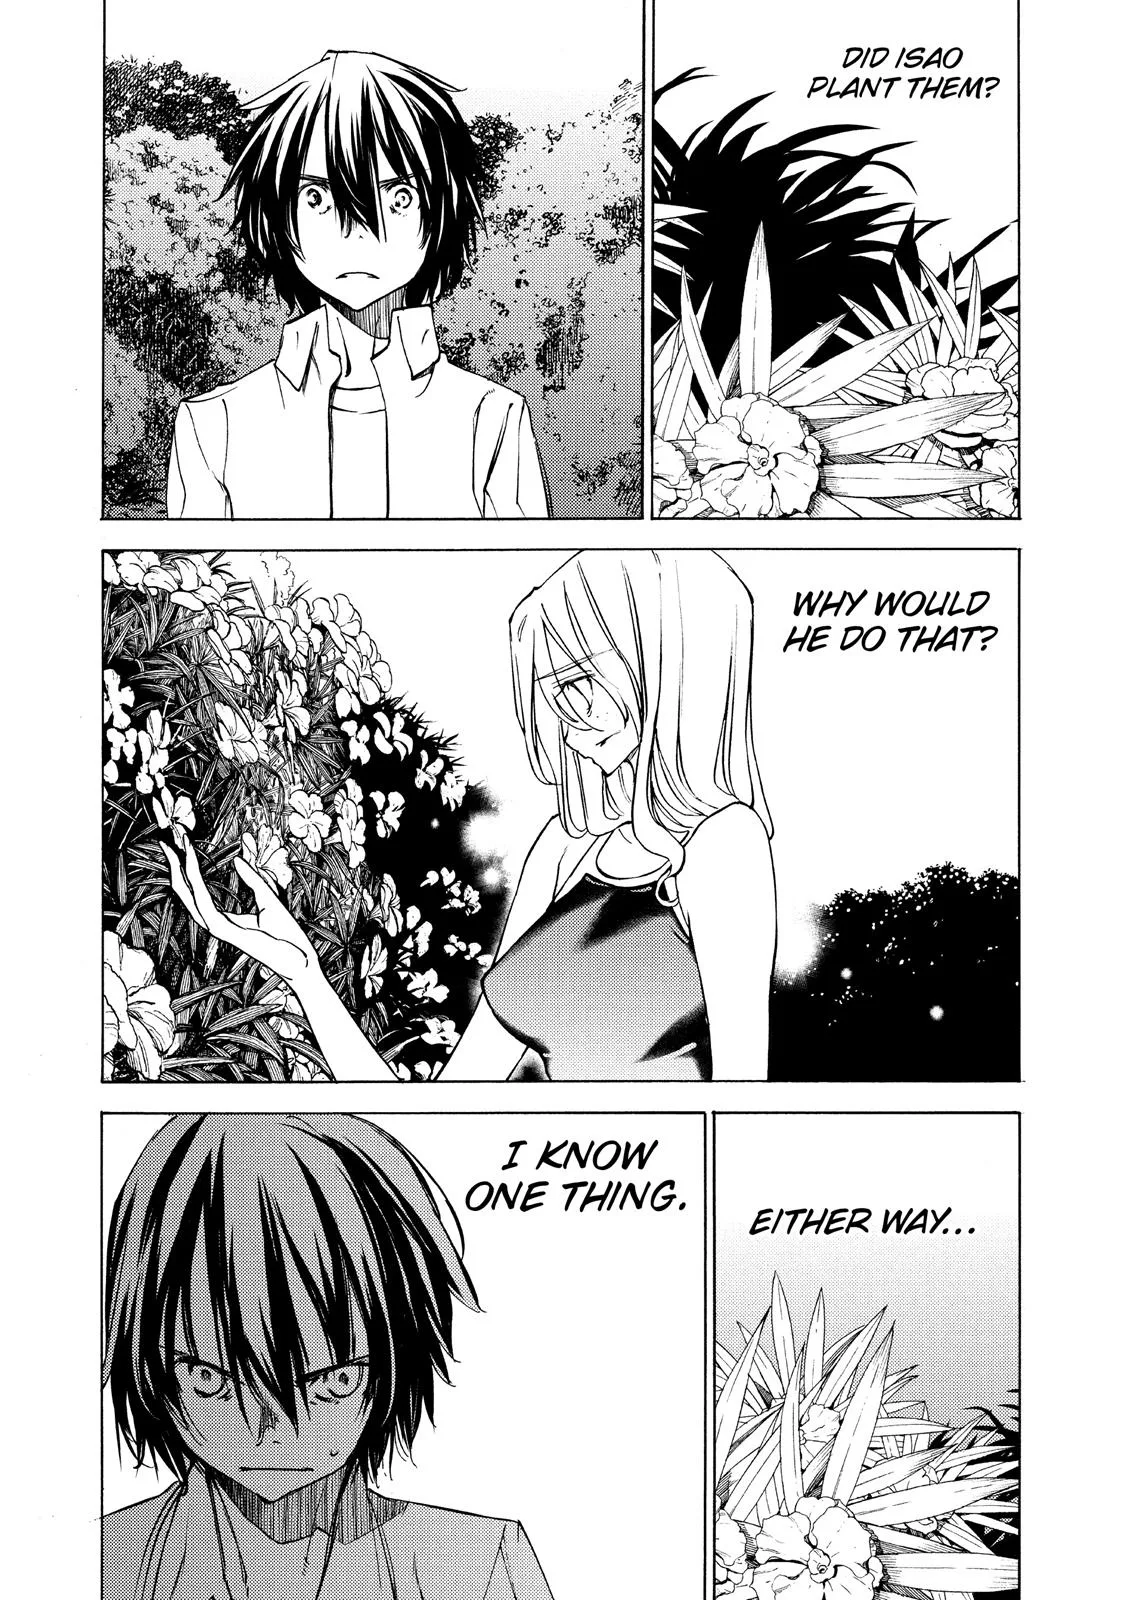 DID ISAO
PLANT THEM?
WHY WOULD
HE DO THAT?
EITHER WAY...
I KNOW
ONE THING.